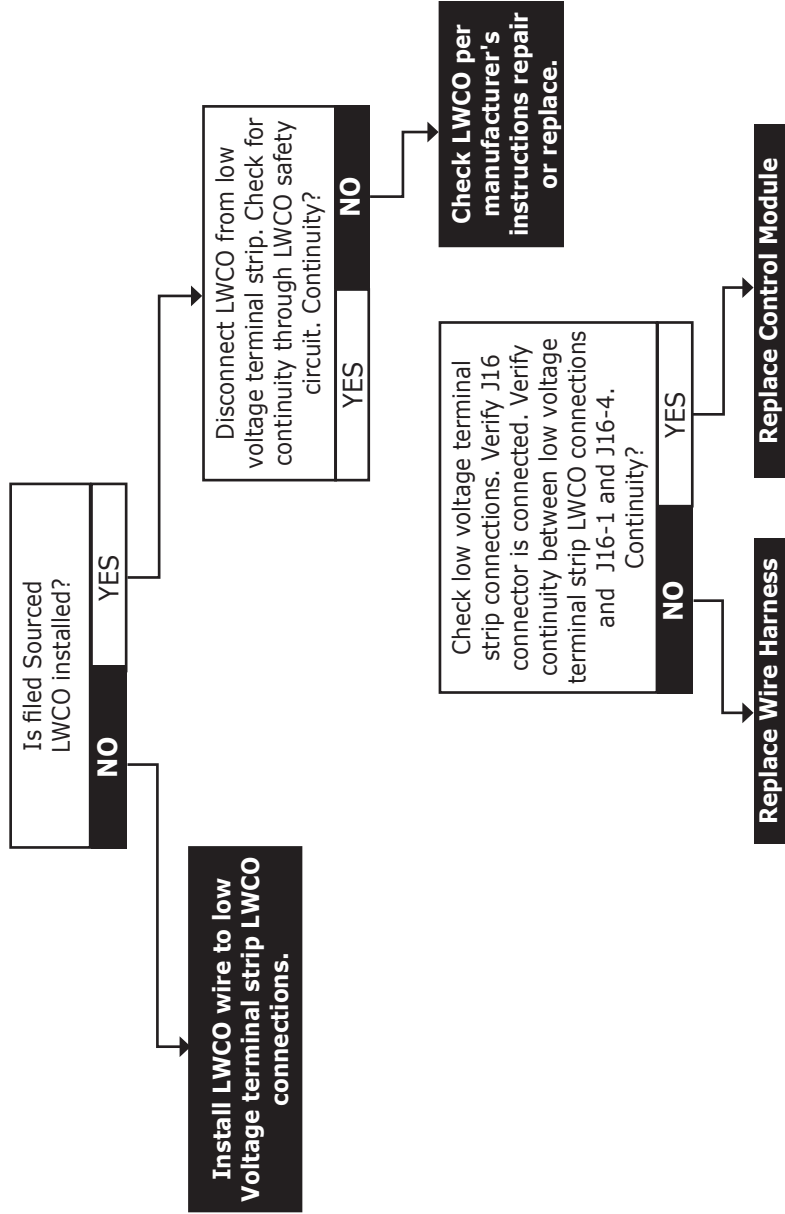 Is filed Sourced
LWCO installed?
NO
YES
Install LWCO wire to low
Voltage terminal strip LWCO
connections.
Disconnect LWCO from low
voltage terminal strip. Check for
continuity through LWCO safety
circuit. Continuity?
YES
NO
Check LWCO per
manufacturer's
instructions repair
or replace.
Check low voltage terminal
strip connections. Verify J16
connector is connected. Verify
continuity between low voltage
terminal strip LWCO connections
and J16-1 and J16-4.
Continuity?
NO
YES
Replace Wire Harness
Replace Control Module